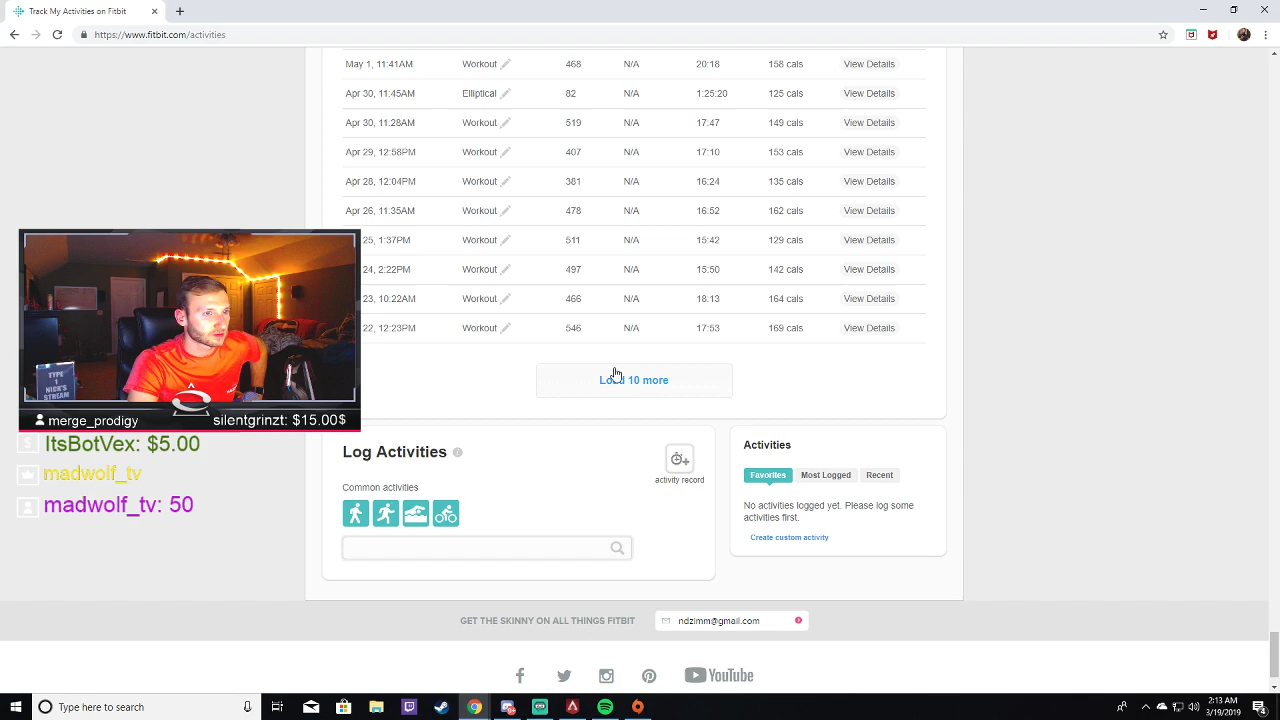 Track My Activities on Fitbit
https://www.fitbit.com/activities
May 1, 11:41AM Workout 468 N/A 20:18 158 cals View Details
Apr 30, 11:45AM Elliptical 82 N/A 1:25:20 125 cals View Details
Apr 30, 11:28AM Workout 519 N/A 17:47 149 cals View Details
Apr 29, 12:58PM Workout 407 N/A 17:10 153 cals View Details
Apr 28, 12:04PM Workout 381 N/A 16:24 135 cals View Details
Apr 26, 11:35AM Workout 478 N/A 16:52 162 cals View Details
25, 1:37PM Workout 511 N/A 15:42 129 cals View Details
24, 2:22PM Workout 497 N/A 15:50 142 cals View Details
23, 10:22AM Workout 466 N/A 18:13 164 cals View Details
22, 12:23PM Workout 546 N/A 17:53 169 cals View Details
Load 10 more
TYPE
1
NICK'S
STREAM
merge_prodigy silentgrinzt: $15.00$
ItsBotVex: $5.00
madwolf_tv
madwolf_tv: 50
Log Activities
activity record
Common activities
Activities
Favorites Most Logged Recent
No activities logged yet. Please log some
activities first.
Create custom activity
GET THE SKINNY ON ALL THINGS FITBIT ndzimm@gmail.com
YouTube
Type here to search
2:13 AM
3/19/2019